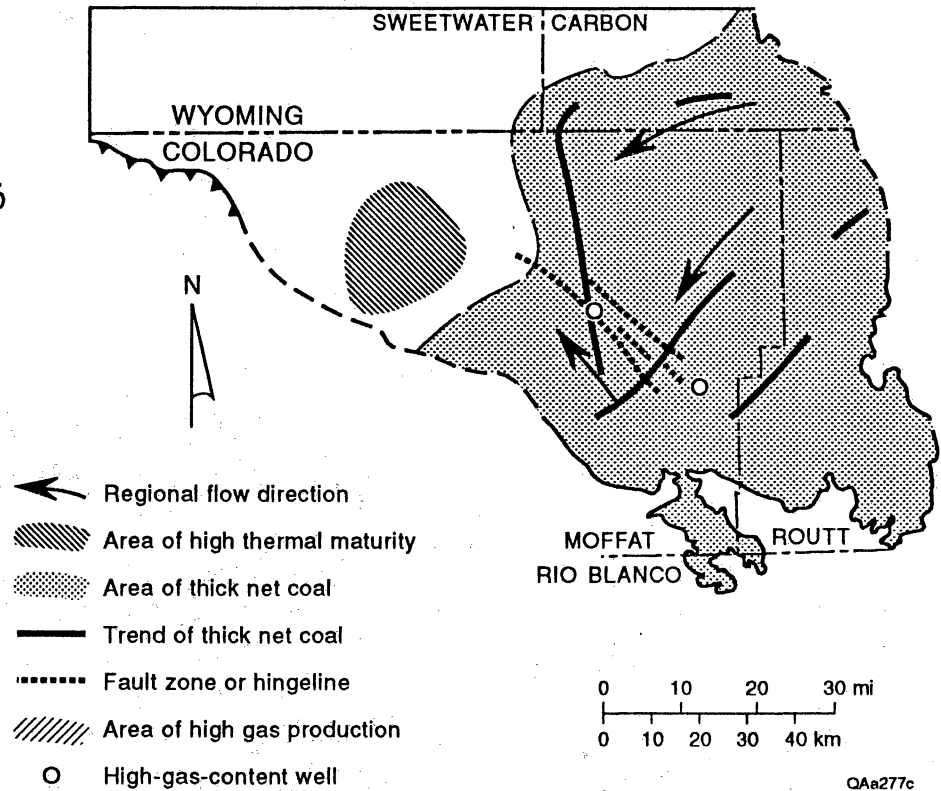 SWEETWATER CARBON
WYOMING
COLORADO
N
Regional flow direction
Area of high thermal maturity
Area of thick net coal
Trend of thick net coal
Fault zone or hingeline
Area of high gas production
High-gas-content well
MOFFAT ROUTT
RIO BLANCO
0 10 20 30 mi
0 10 20 30 40 km
QAa277c